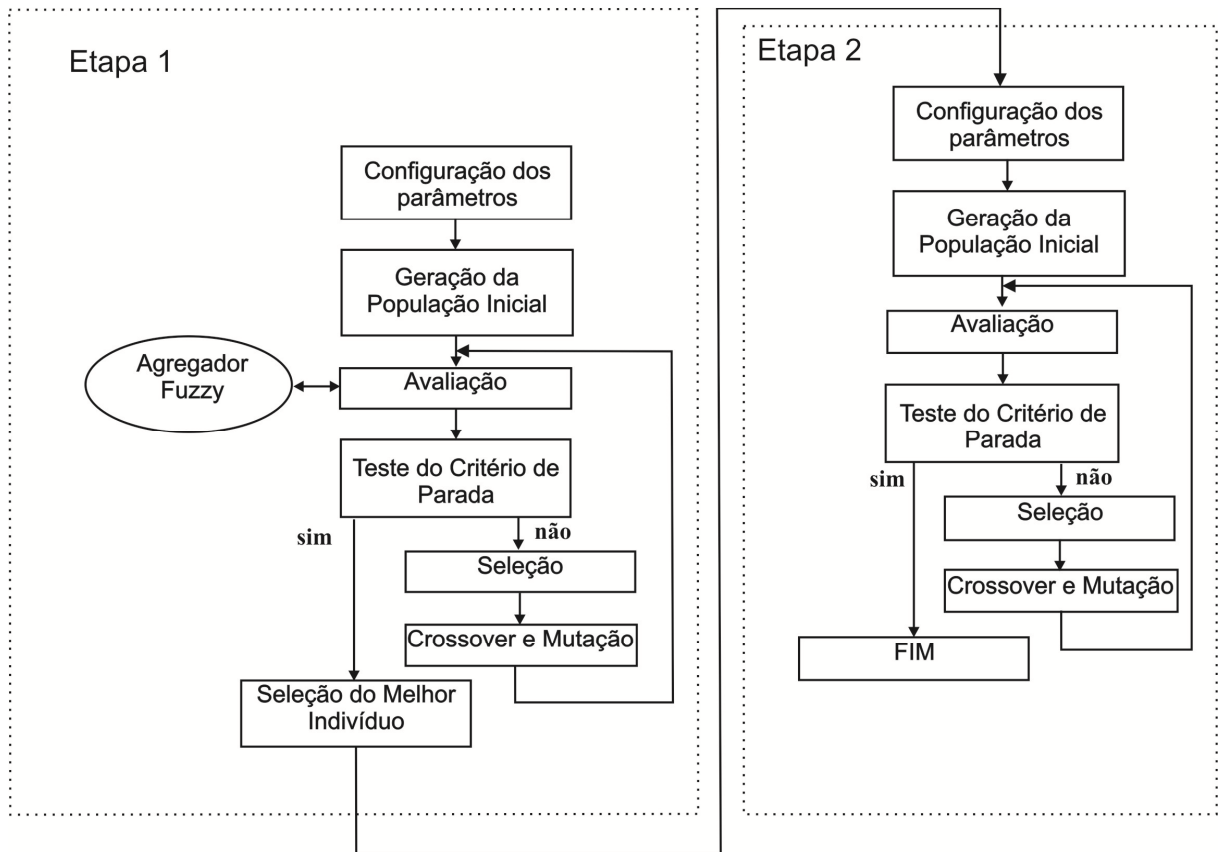 Etapa 1
Configuração dos
parâmetros
Geração da
População Inicial
Agregador
Fuzzy
Avaliação
Teste do Critério de
Parada
sim
não
Seleção
Crossover e Mutação
Seleção do Melhor
Indivíduo
Etapa 2
Configuração dos
parâmetros
Geração da
População Inicial
Avaliação
Teste do Critério de
Parada
sim
não
Seleção
Crossover e Mutação
FIM